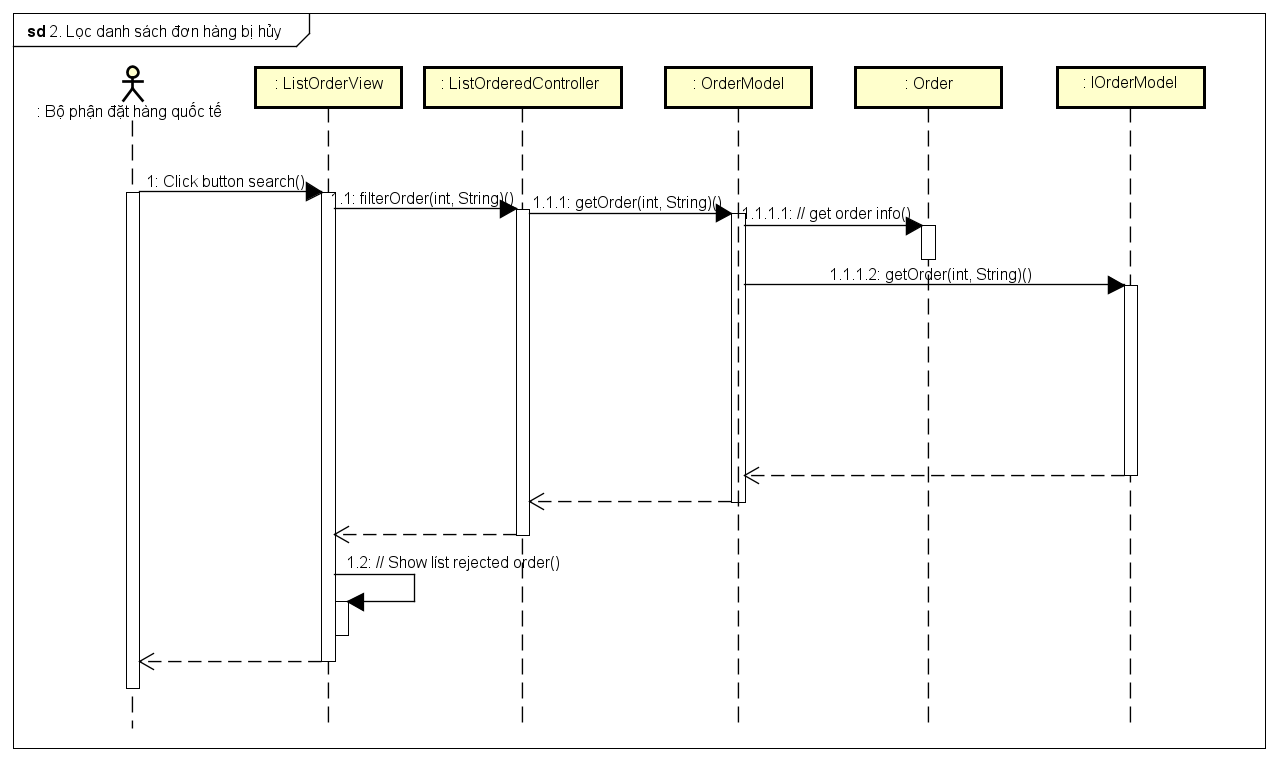 sd 2. Lọc danh sách đơn hàng bị hủy
: Bộ phận đặt hàng quốc tế
: ListOrderView
: ListOrderedController
: OrderModel
: Order
: IOrderModel
1: Click button search()
1.1: filterOrder(int, String)()
1.1.1: getOrder(int, String)()
1.1.1.1: // get order info()
1.1.1.2: getOrder(int, String)()
1.2: // Show líst rejected order()